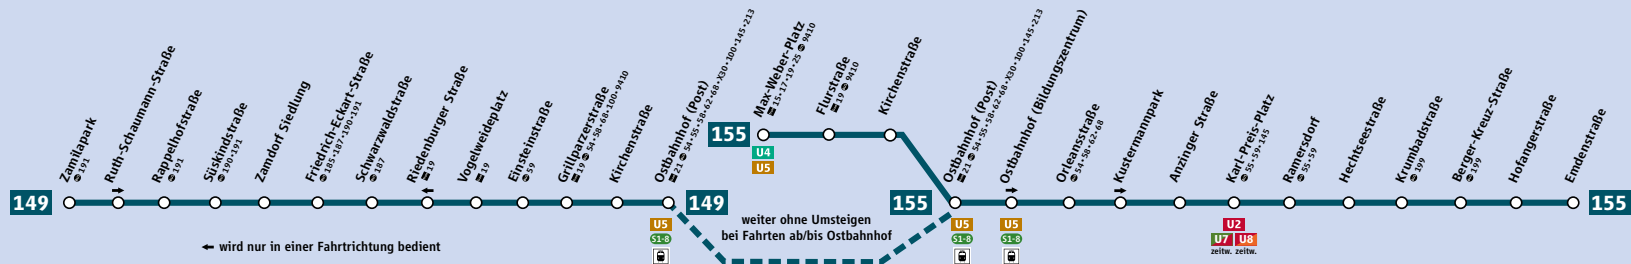 149
Zamilapark
191
Ruth-Schaumann-Straße
Rappelhofstraße
191
Süskindstraße
190•191
Zamdorf Siedlung
Friedrich-Eckart-Straße
185•187•190•191
Schwarzwaldstraße
187
Riedenburger Straße
19
Vogelweideplatz
19
Einsteinstraße
59
Grillparzerstraße
19 54•58•68•100•9410
Kirchenstraße
Ostbahnhof (Post)
21 54•55•58•62•68•X30•100•145•213
149
U5
S1-8
155
Max-Weber-Platz
15•17•19•25 9410
U4
U5
Flurstraße
19 9410
Kirchenstraße
155
Ostbahnhof (Post)
21 54•55•58•62•68•X30•100•145•213
U5
S1-8
Ostbahnhof (Bildungszentrum)
U5
S1-8
Orleansstraße
54•58•62•68
Kustermannpark
Anzinger Straße
Karl-Preis-Platz
55•59•145
U2
U7 U8
zeitw. zeitw.
Ramersdorf
55•59
Hechtseestraße
Krumbadstraße
199
Berger-Kreuz-Straße
199
Hofangerstraße
Emdenstraße
155
weiter ohne Umsteigen
bei Fahrten ab/bis Ostbahnhof
← wird nur in einer Fahrtrichtung bedient